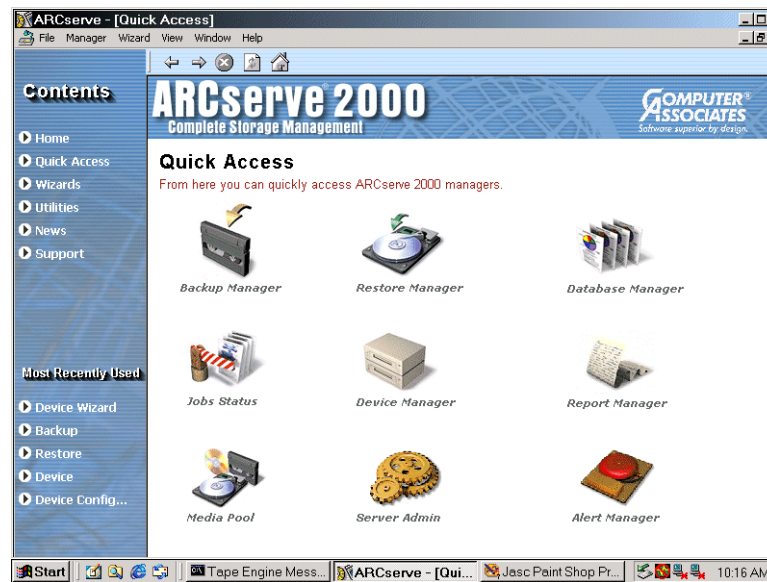 ARCserve - [Quick Access]
File Manager Wizard View Window Help
Contents
Home
Quick Access
Wizards
Utilities
News
Support
Most Recently Used
Device Wizard
Backup
Restore
Device
Device Config...
ARCserve® 2000
Complete Storage Management
COMPUTER®
ASSOCIATES
Software superior by design.
Quick Access
From here you can quickly access ARCserve 2000 managers.
Backup Manager
Restore Manager
Database Manager
Jobs Status
Device Manager
Report Manager
Media Pool
Server Admin
Alert Manager
Start
Tape Engine Mess...
ARCserve - [Qui...
Jasc Paint Shop Pr...
10:16 AM